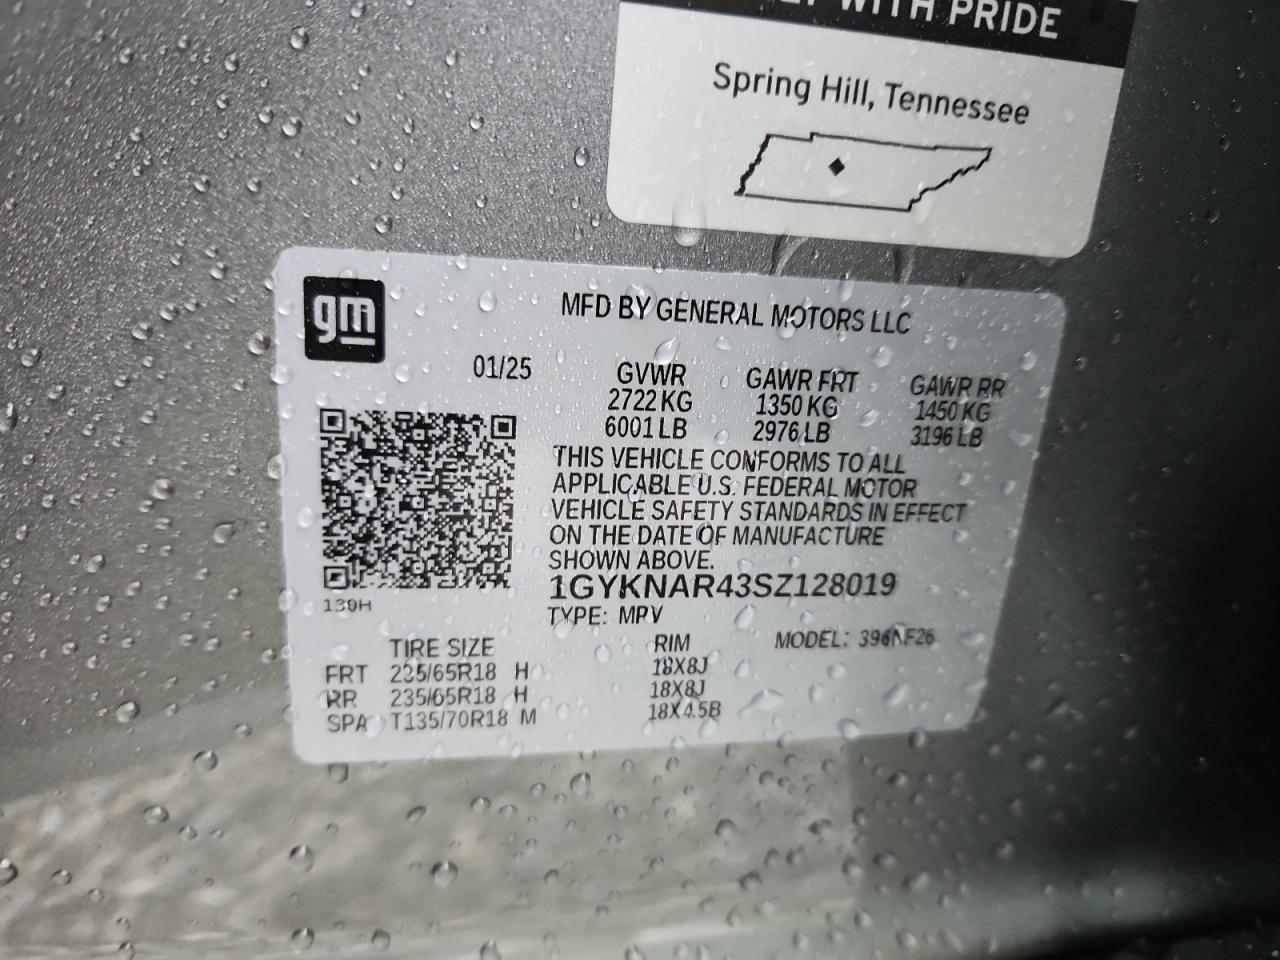 WITH PRIDE
Spring Hill, Tennessee
gm
MFD BY GENERAL MOTORS LLC
01/25
GVWR GAWR FRT GAWR RR
2722 KG 1350 KG 1450 KG
6001 LB 2976 LB 3196 LB
THIS VEHICLE CONFORMS TO ALL
APPLICABLE U.S. FEDERAL MOTOR
VEHICLE SAFETY STANDARDS IN EFFECT
ON THE DATE OF MANUFACTURE
SHOWN ABOVE.
1GYKNAR43SZ128019
130H
TYPE: MPV
TIRE SIZE RIM MODEL: 396NF26
FRT 235/65R18 H 18X8J
RR 235/65R18 H 18X8J
SPA T135/70R18 M 18X4.5B